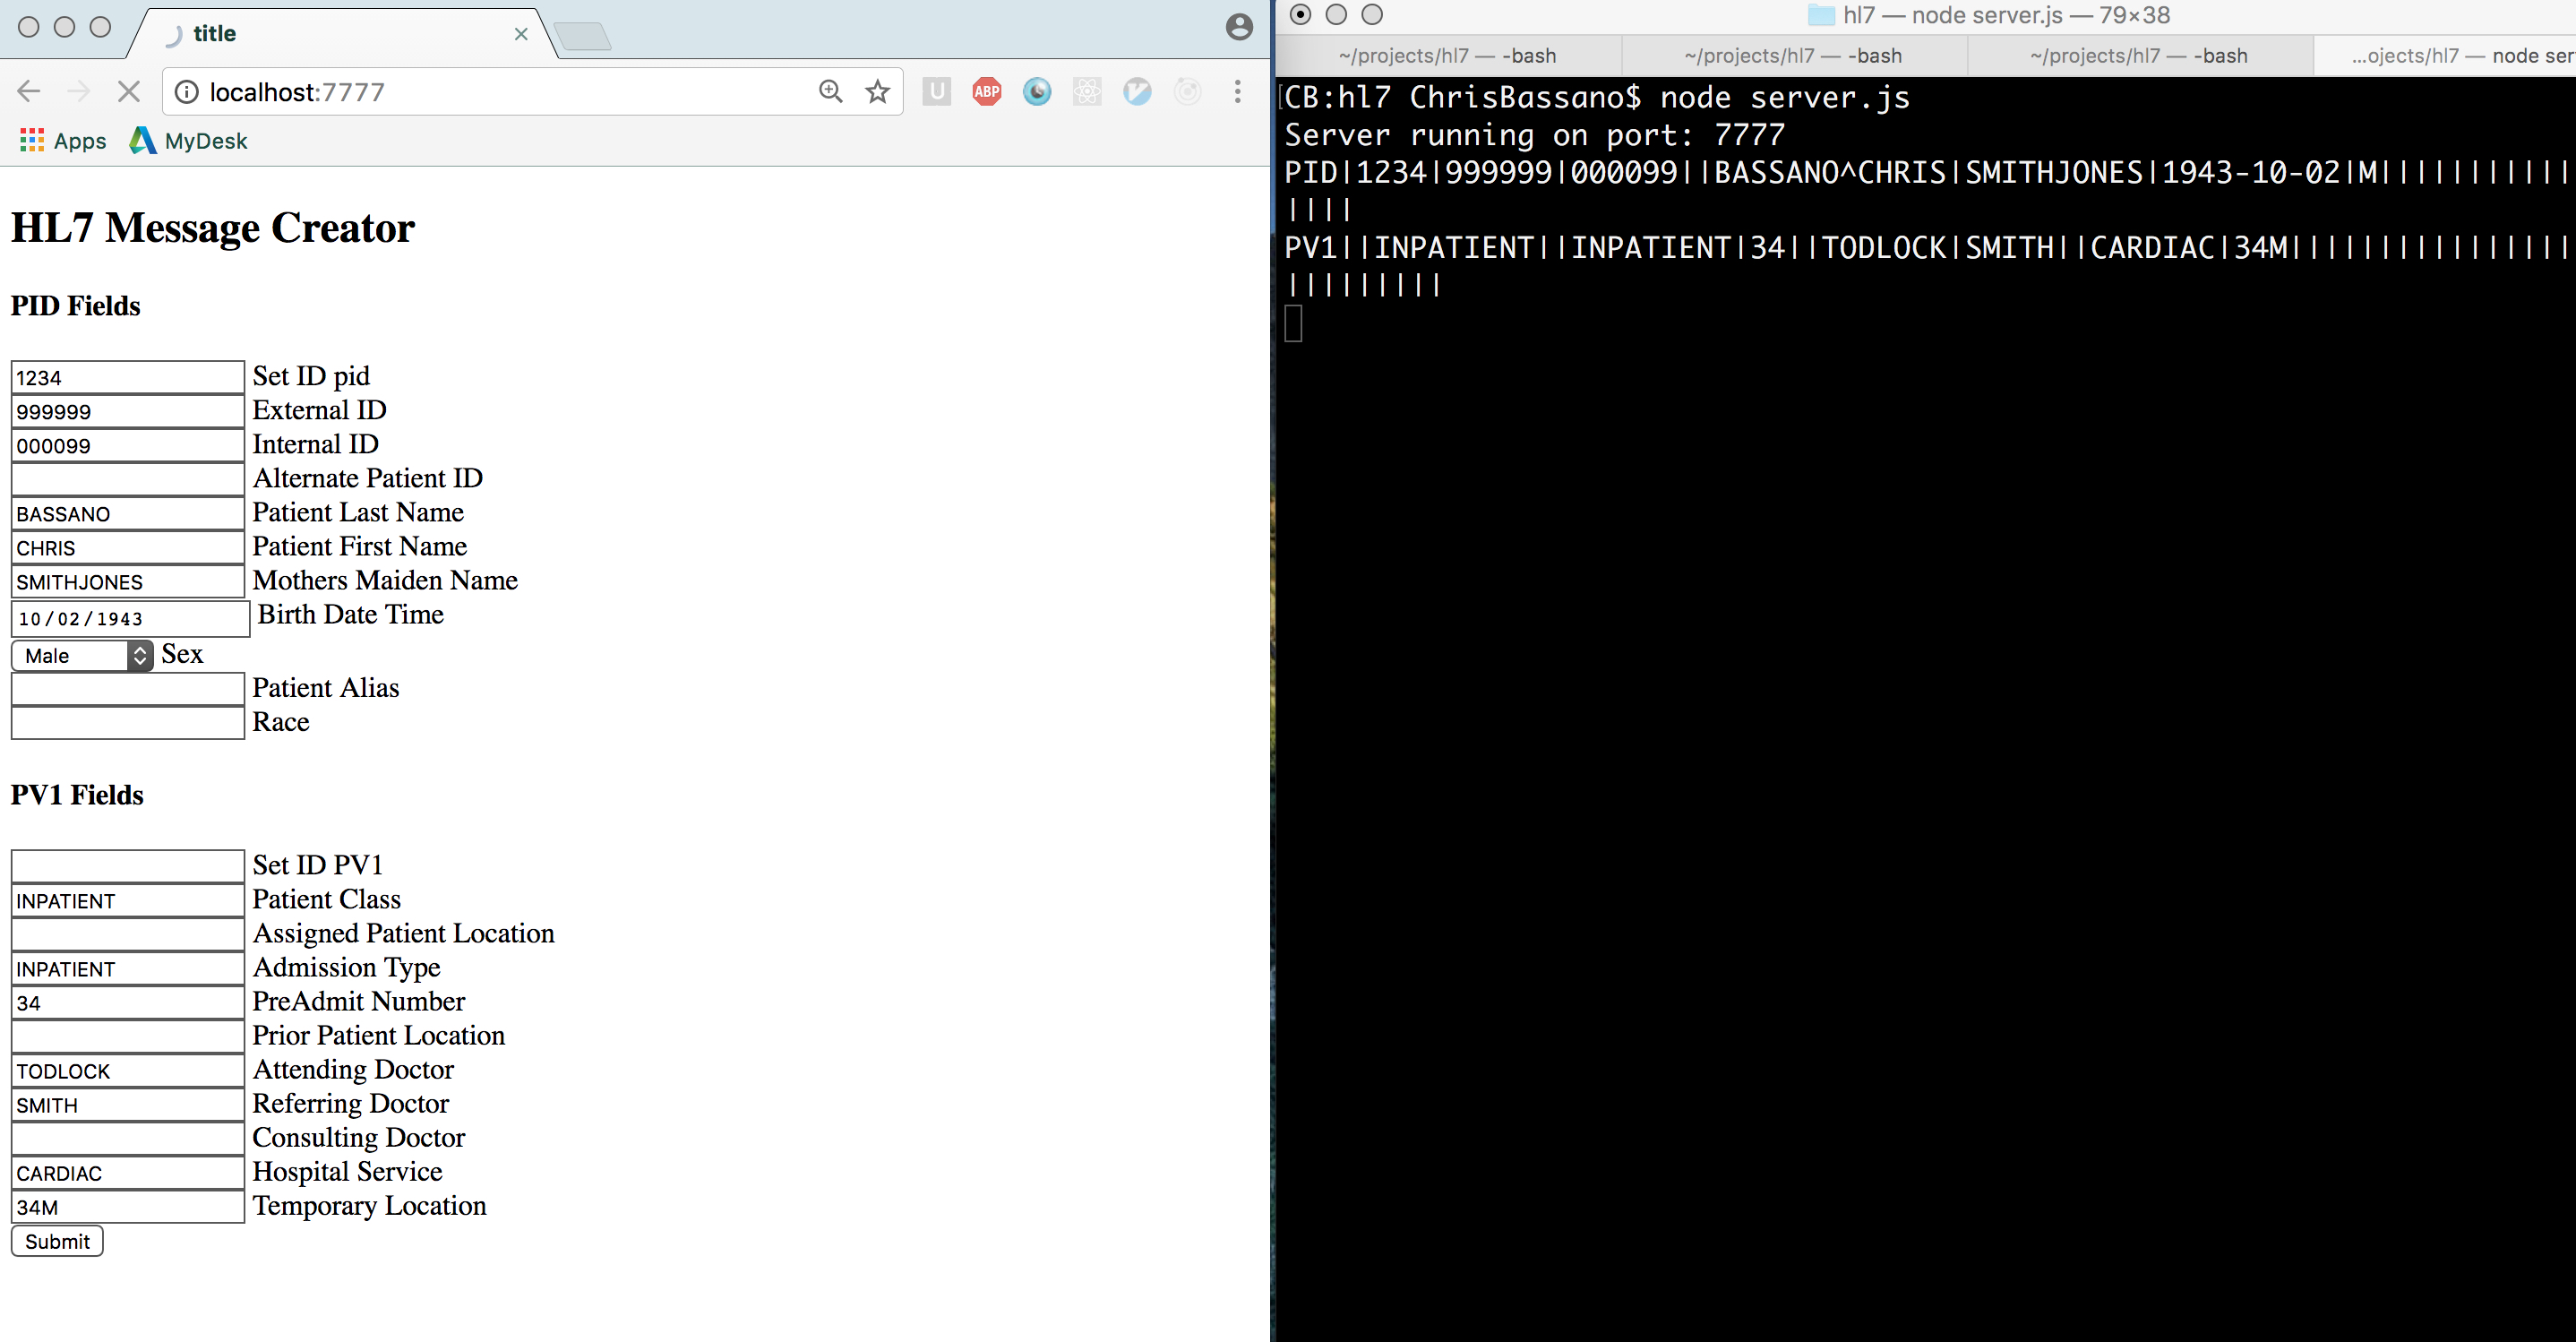 title
localhost:7777
U
ABP
Apps
MyDesk
HL7 Message Creator
PID Fields
1234 Set ID pid
999999 External ID
000099 Internal ID
Alternate Patient ID
BASSANO Patient Last Name
CHRIS Patient First Name
SMITHJONES Mothers Maiden Name
10/02/1943 Birth Date Time
Male Sex
Patient Alias
Race
PV1 Fields
Set ID PV1
INPATIENT Patient Class
Assigned Patient Location
INPATIENT Admission Type
34 PreAdmit Number
Prior Patient Location
TODLOCK Attending Doctor
SMITH Referring Doctor
Consulting Doctor
CARDIAC Hospital Service
34M Temporary Location
Submit
hl7 — node server.js — 79×38
~/projects/hl7 — -bash
~/projects/hl7 — -bash
~/projects/hl7 — -bash
...ojects/hl7 — node ser
CB:hl7 ChrisBassano$ node server.js
Server running on port: 7777
PID|1234|999999|000099||BASSANO^CHRIS|SMITHJONES|1943-10-02|M|||||||||||
||||
PV1||INPATIENT||INPATIENT|34||TODLOCK|SMITH||CARDIAC|34M||||||||||||||||
|||||||||